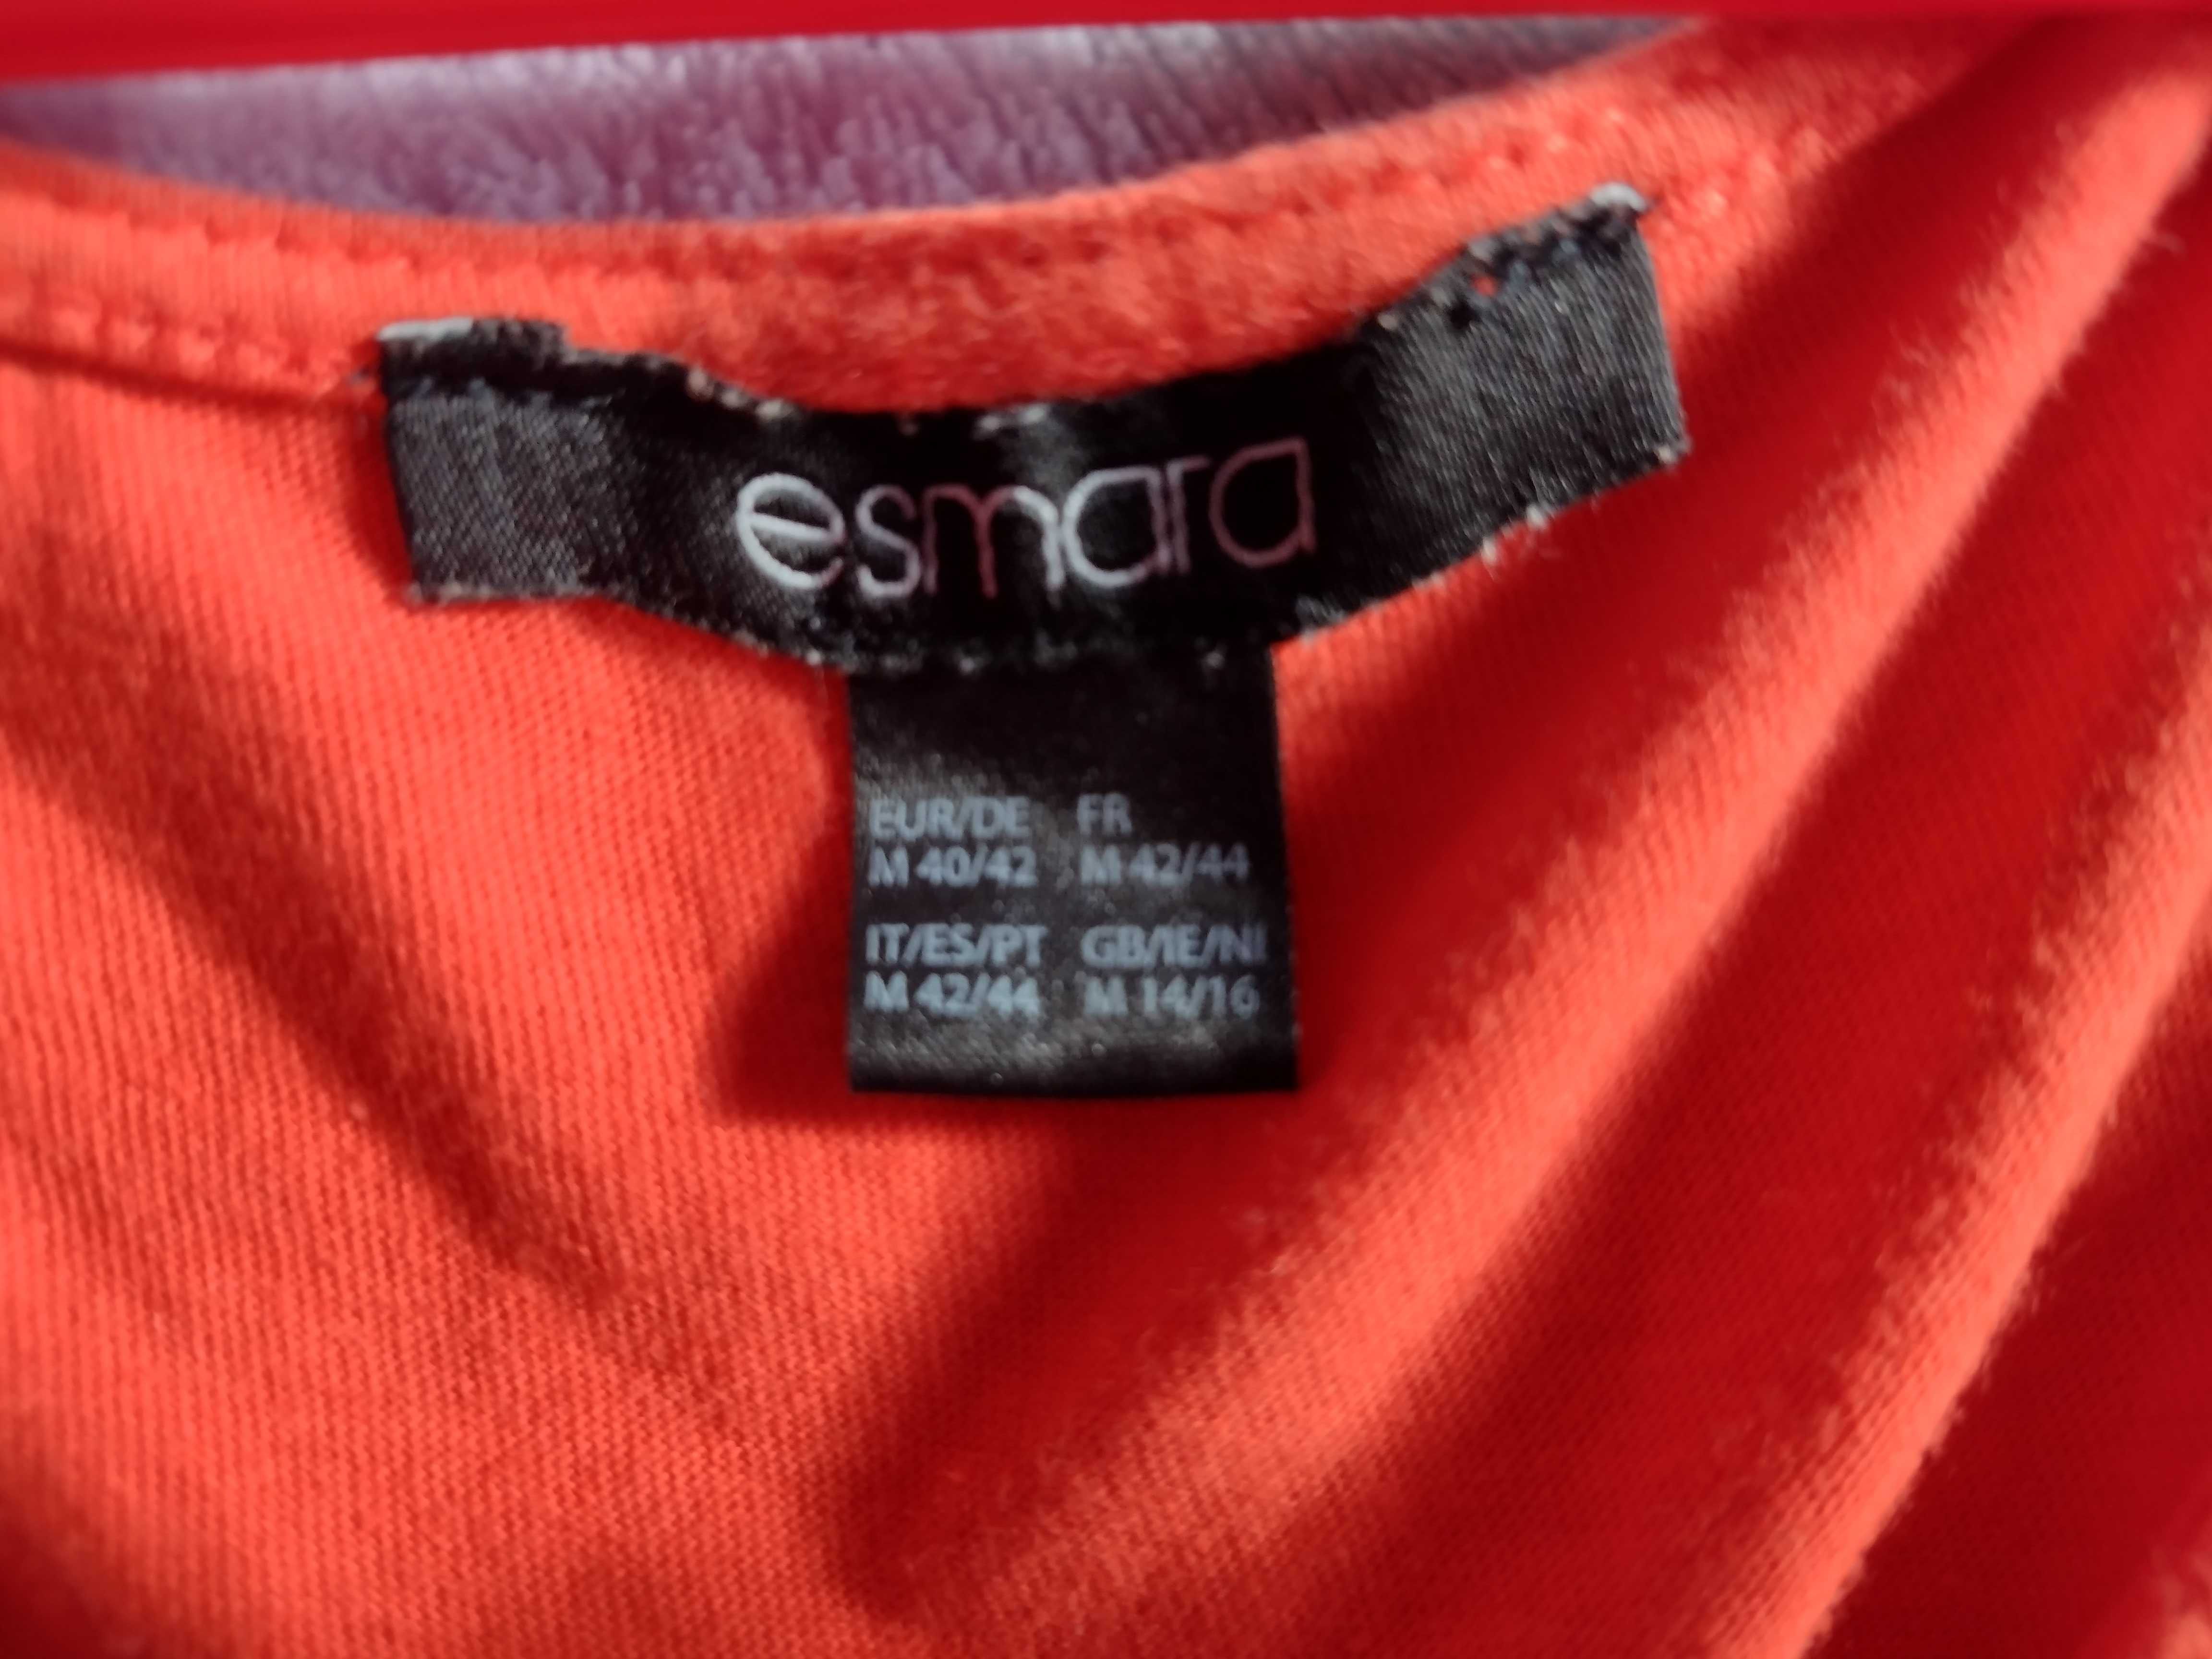 esmara
EUR/DE FR
M 40/42 M 42/44
IT/ES/PT GB/IE/NI
M 42/44 M 14/16